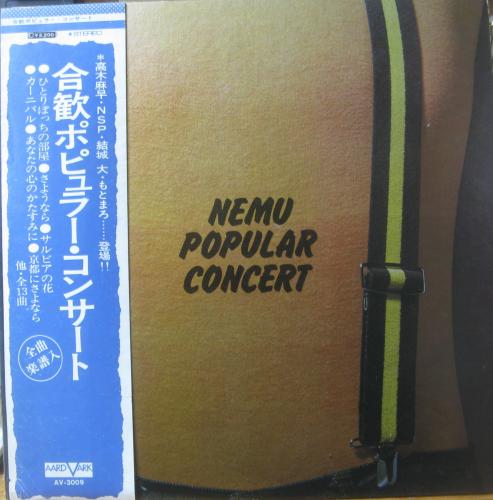 合歓ポピュラー・コンサート
¥2,200
STEREO
*高木麻早・NSP・結城 大・もとまろ……登場!!
合歓ポピュラー・コンサート
●ひとりぼっちの部屋●さようなら●サルビアの花
●カーニバル●あなたの心のかたすみに●京都にさよなら
他・全13曲
全曲
楽譜入
AARDVARK
AV-3009
NEMU
POPULAR
CONCERT